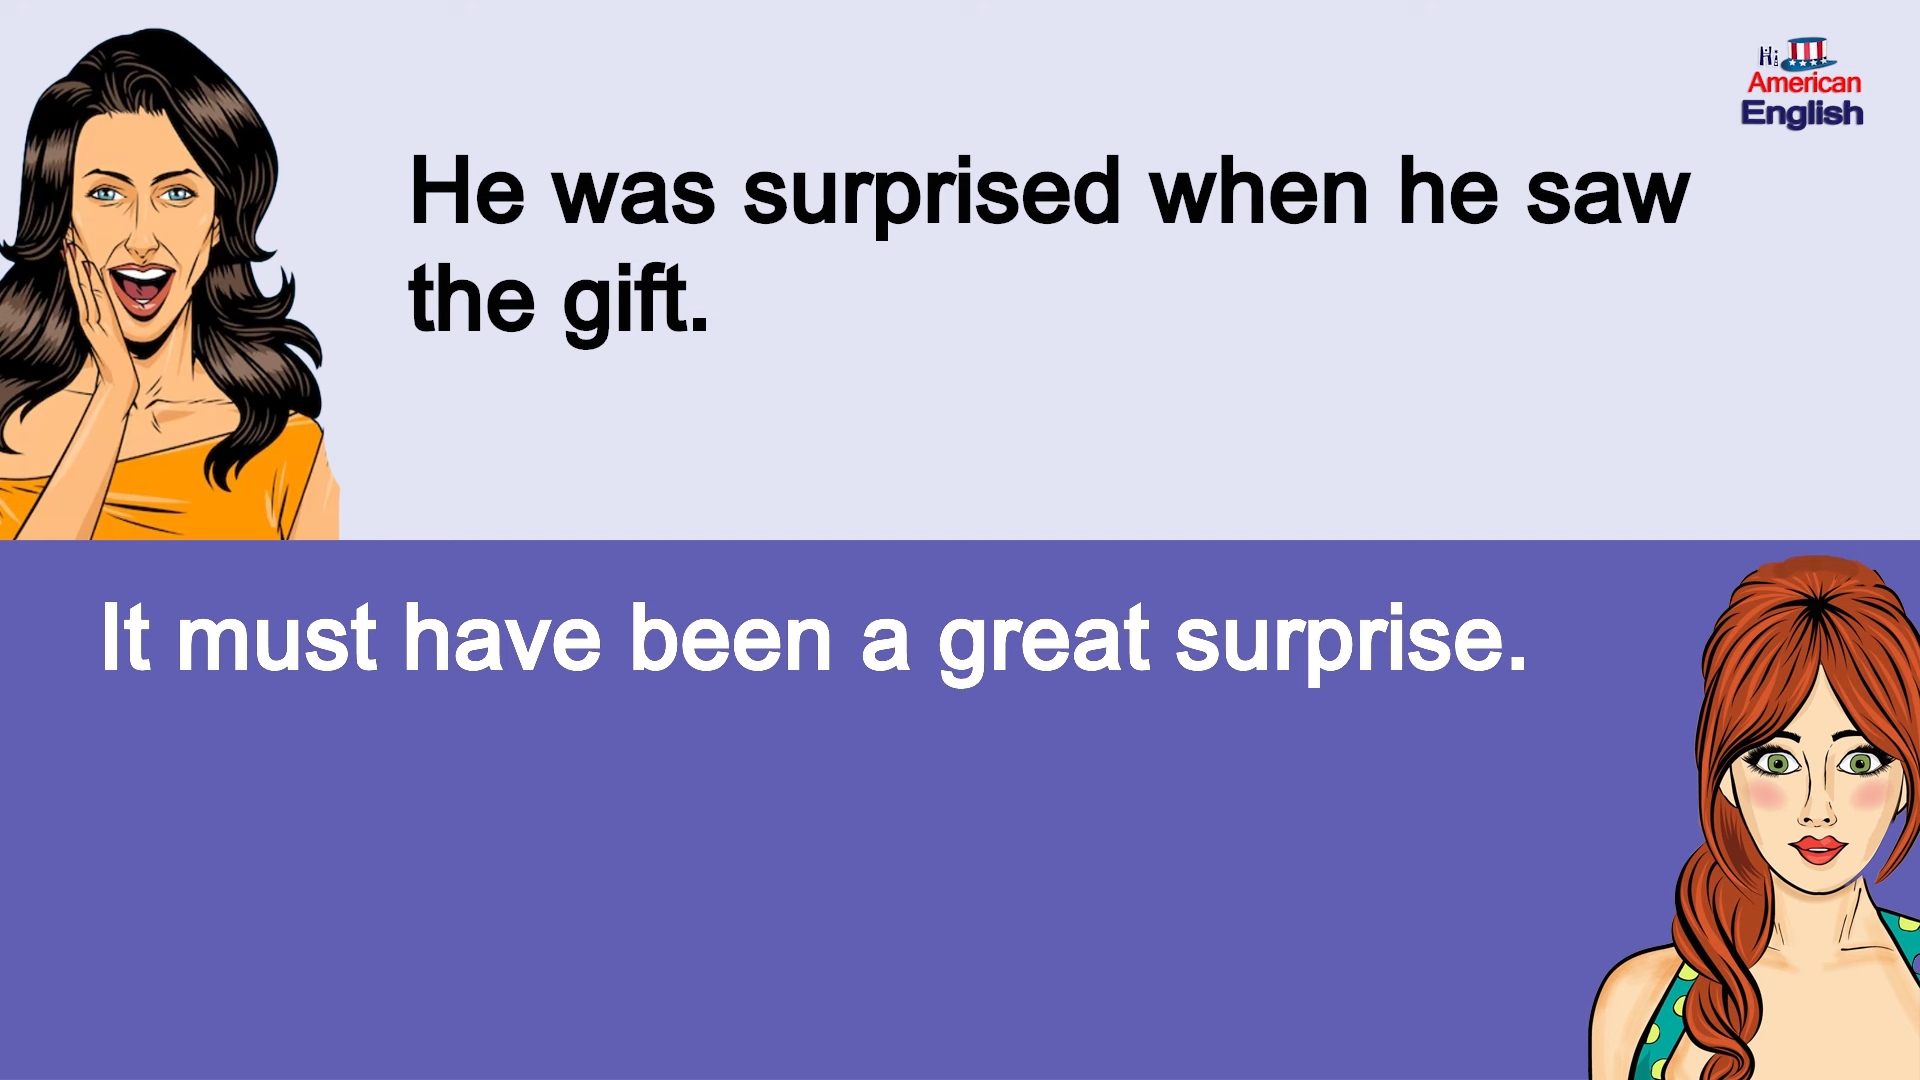 Hi
American
English
He was surprised when he saw
the gift.
It must have been a great surprise.